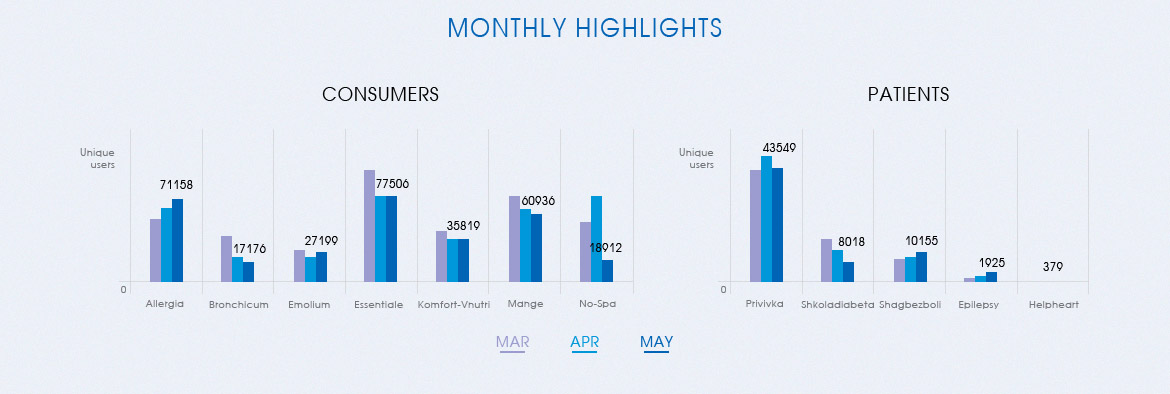 MONTHLY HIGHLIGHTS
CONSUMERS
Unique
users
71158
17176
27199
77506
35819
60936
18912
0
Allergia
Bronchicum
Emolium
Essentiale
Komfort-Vnutri
Mange
No-Spa
PATIENTS
Unique
users
43549
8018
10155
1925
379
0
Privivka
Shkoladiabeta
Shagbezboli
Epilepsy
Helpheart
MAR
APR
MAY